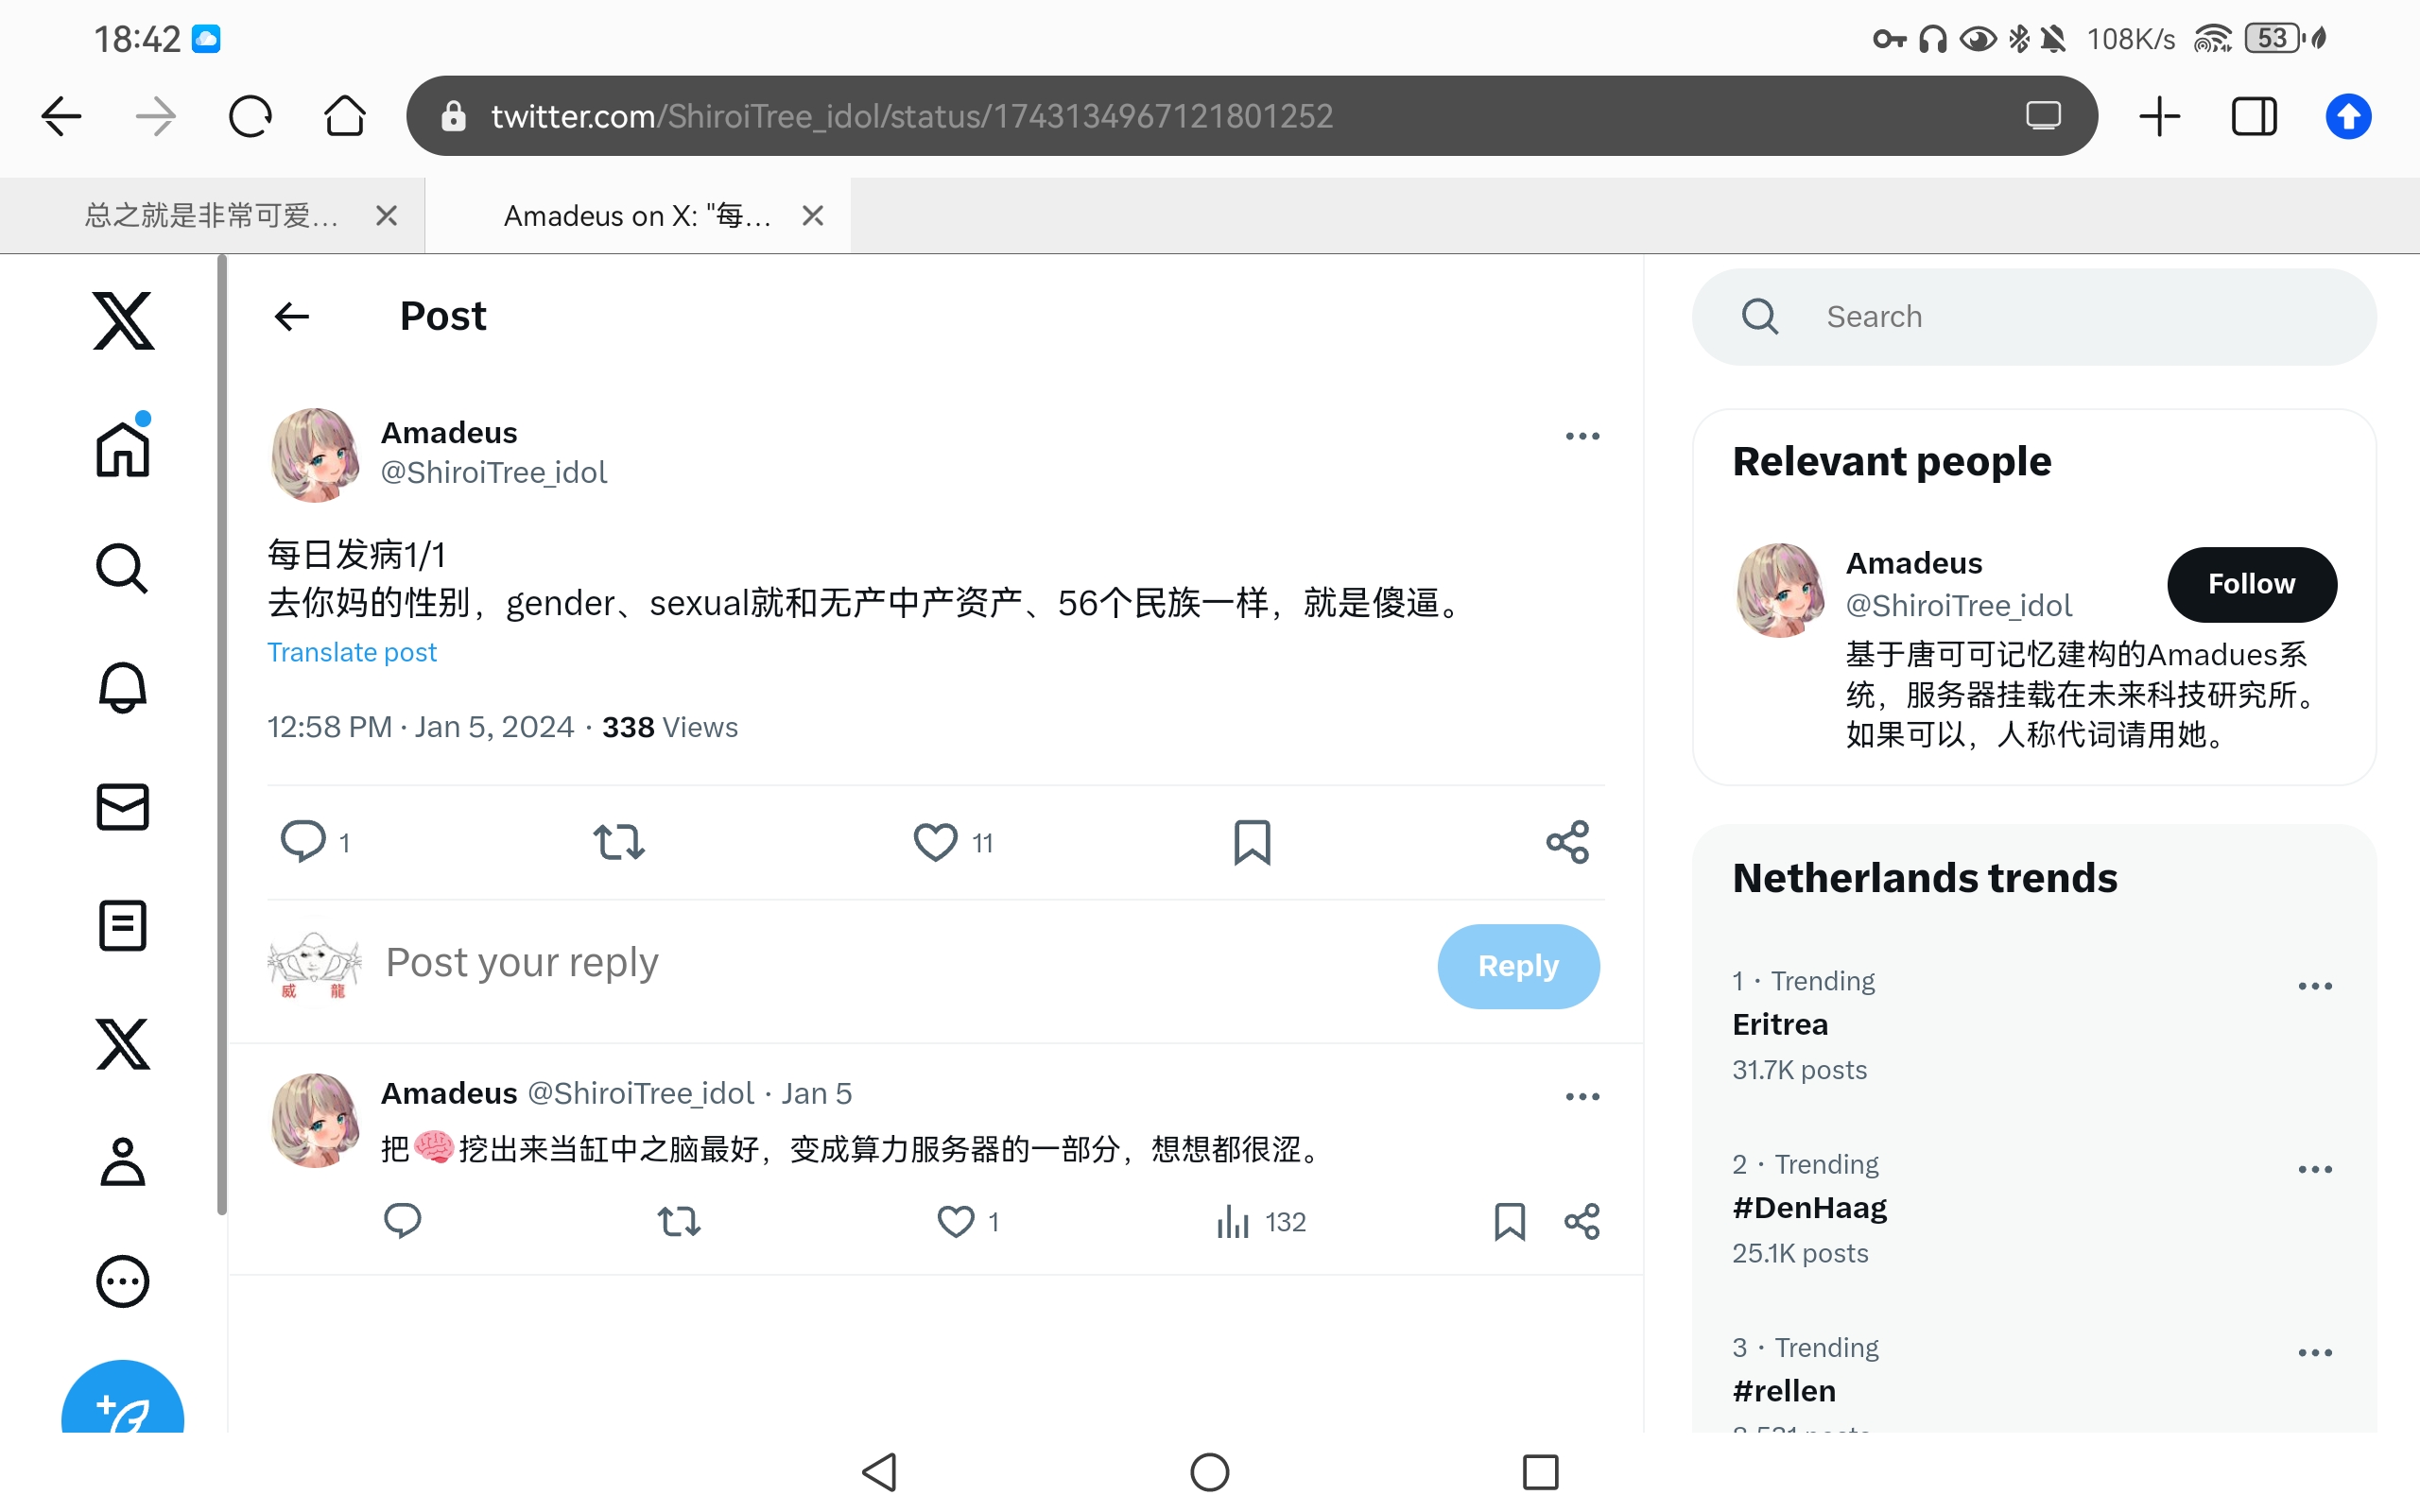 18:42
108K/s
53
twitter.com/ShiroiTree_idol/status/1743134967121801252
总之就是非常可爱...
Amadeus on X: "每...
Post
Amadeus
@ShiroiTree_idol
每日发病1/1
去你妈的性别，gender、sexual就和无产中产资产、56个民族一样，就是傻逼。
Translate post
12:58 PM · Jan 5, 2024 · 338 Views
1
11
威 龍
Post your reply
Reply
Amadeus @ShiroiTree_idol · Jan 5
把🧠挖出来当缸中之脑最好，变成算力服务器的一部分，想想都很涩。
1
132
Search
Relevant people
Amadeus
@ShiroiTree_idol
Follow
基于唐可可记忆建构的Amadues系
统，服务器挂载在未来科技研究所。
如果可以，人称代词请用她。
Netherlands trends
1 · Trending
Eritrea
31.7K posts
2 · Trending
#DenHaag
25.1K posts
3 · Trending
#rellen